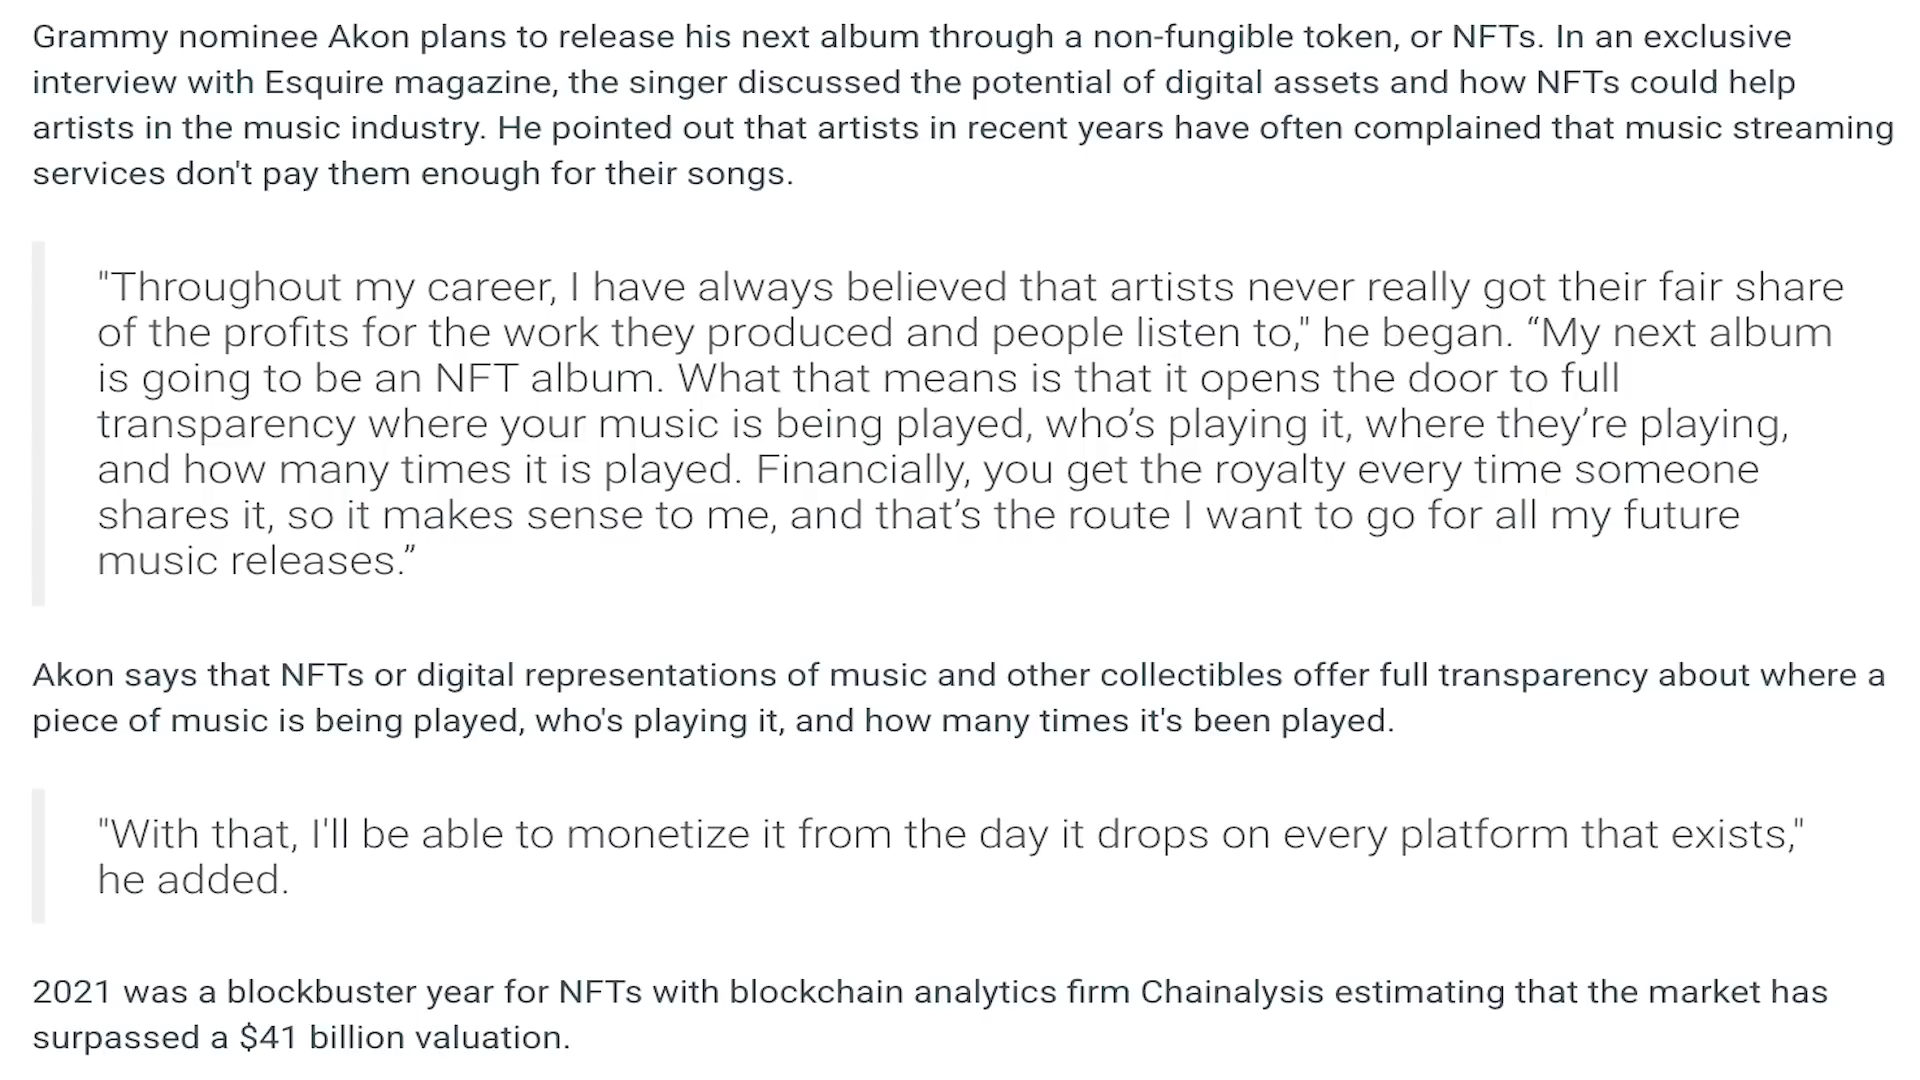 Grammy nominee Akon plans to release his next album through a non-fungible token, or NFTs. In an exclusive
interview with Esquire magazine, the singer discussed the potential of digital assets and how NFTs could help
artists in the music industry. He pointed out that artists in recent years have often complained that music streaming
services don't pay them enough for their songs.
"Throughout my career, I have always believed that artists never really got their fair share
of the profits for the work they produced and people listen to," he began. “My next album
is going to be an NFT album. What that means is that it opens the door to full
transparency where your music is being played, who’s playing it, where they’re playing,
and how many times it is played. Financially, you get the royalty every time someone
shares it, so it makes sense to me, and that’s the route I want to go for all my future
music releases.”
Akon says that NFTs or digital representations of music and other collectibles offer full transparency about where a
piece of music is being played, who's playing it, and how many times it's been played.
"With that, I'll be able to monetize it from the day it drops on every platform that exists,"
he added.
2021 was a blockbuster year for NFTs with blockchain analytics firm Chainalysis estimating that the market has
surpassed a $41 billion valuation.